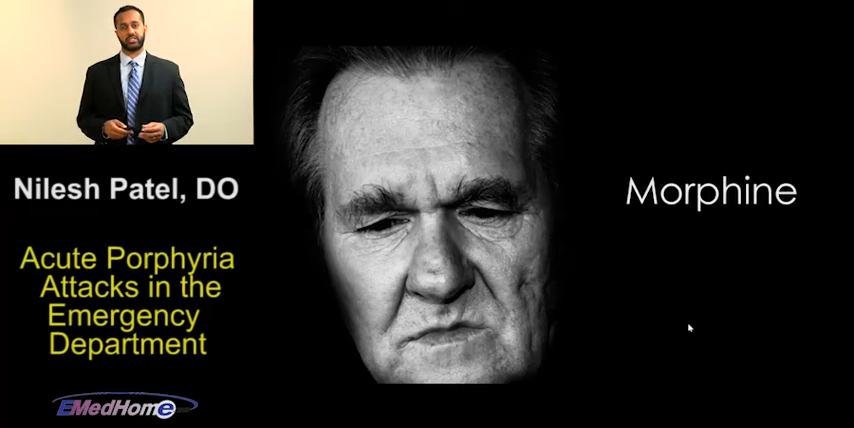 Nilesh Patel, DO
Acute Porphyria
Attacks in the
Emergency
Department
EMedHome
Morphine